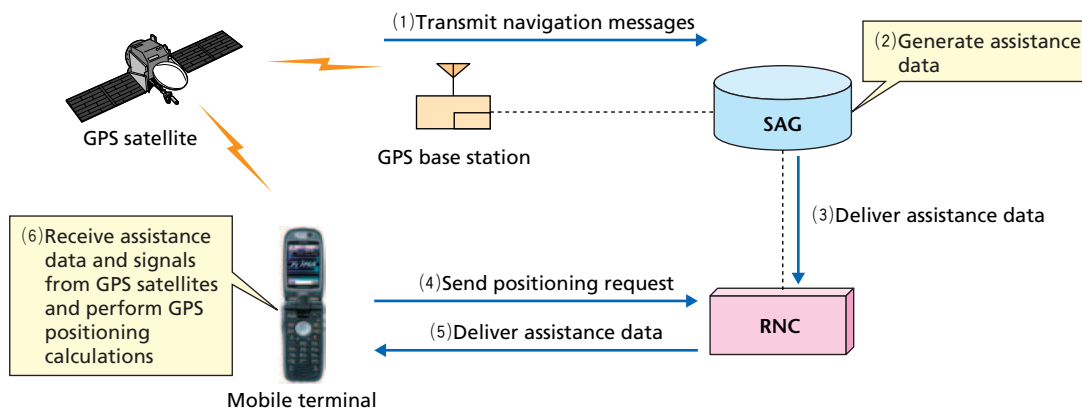 (1)Transmit navigation messages
(2)Generate assistance
data
GPS satellite
GPS base station
SAG
(3)Deliver assistance data
(6)Receive assistance
data and signals
from GPS satellites
and perform GPS
positioning
calculations
(4)Send positioning request
(5)Deliver assistance data
RNC
Mobile terminal